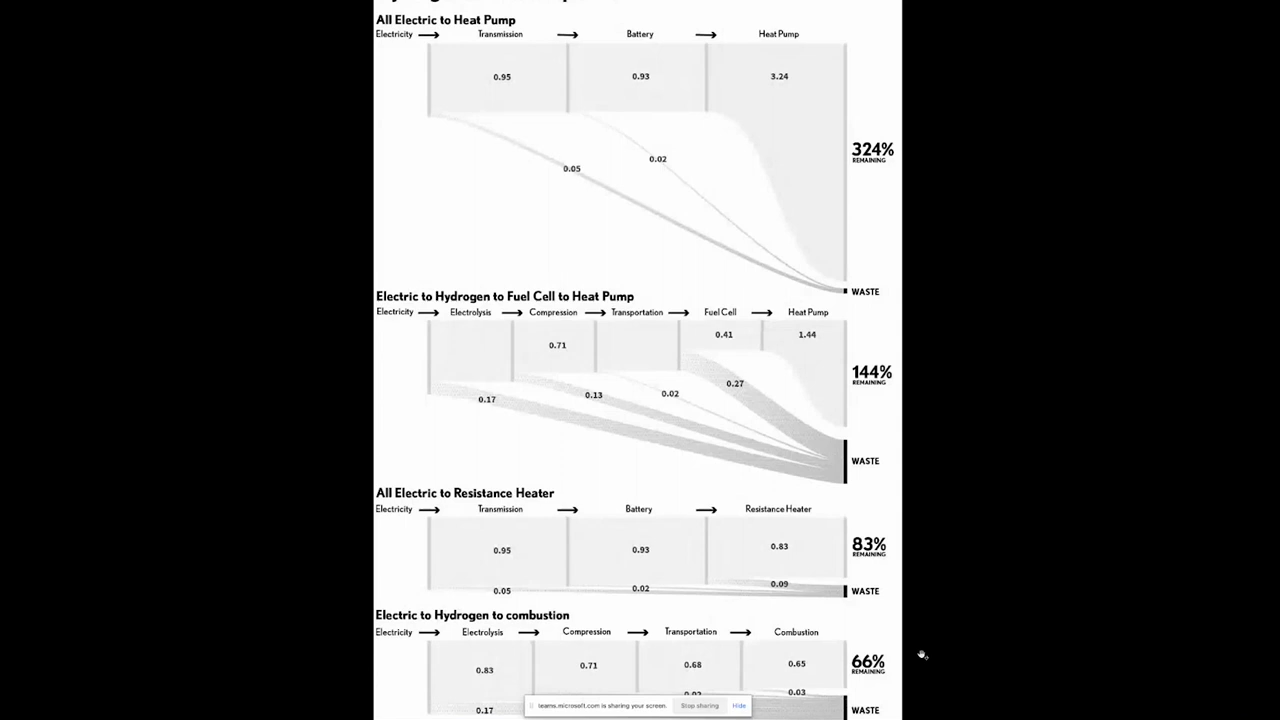 All Electric to Heat Pump
Electricity → Transmission → Battery → Heat Pump
0.95 0.93 3.24
324%
REMAINING
0.05 0.02
WASTE
Electric to Hydrogen to Fuel Cell to Heat Pump
Electricity → Electrolysis → Compression → Transportation → Fuel Cell → Heat Pump
0.71 0.41 1.44
144%
REMAINING
0.17 0.13 0.02 0.27
WASTE
All Electric to Resistance Heater
Electricity → Transmission → Battery → Resistance Heater
0.95 0.93 0.83
83%
REMAINING
0.05 0.02 0.09
WASTE
Electric to Hydrogen to combustion
Electricity → Electrolysis → Compression → Transportation → Combustion
0.83 0.71 0.68 0.65
66%
REMAINING
0.03
0.17
WASTE
teams.microsoft.com is sharing your screen. Stop sharing Hide